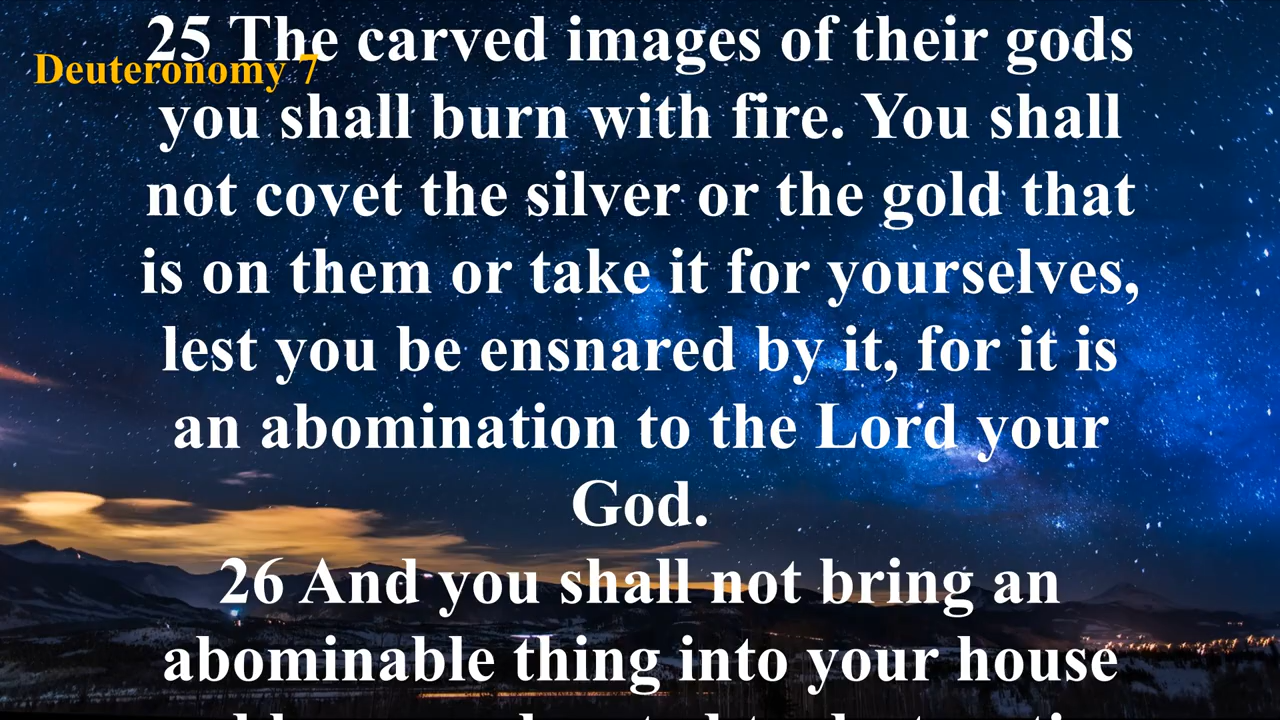 25 The carved images of their gods
Deuteronomy 7
you shall burn with fire. You shall
not covet the silver or the gold that
is on them or take it for yourselves,
lest you be ensnared by it, for it is
an abomination to the Lord your
God.
26 And you shall not bring an
abominable thing into your house